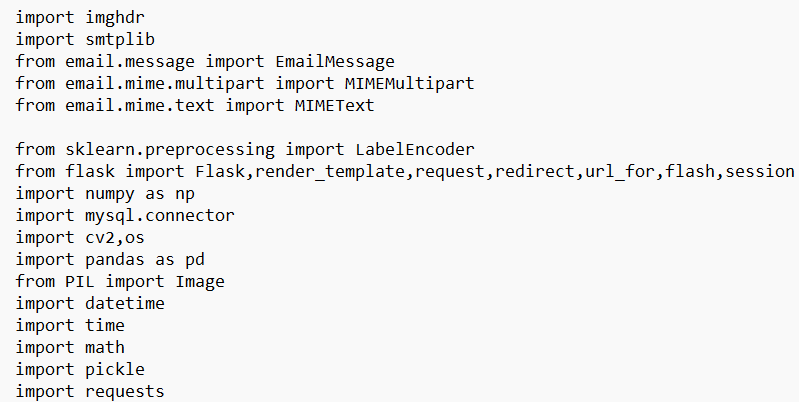 import imghdr
import smtplib
from email.message import EmailMessage
from email.mime.multipart import MIMEMultipart
from email.mime.text import MIMEText
from sklearn.preprocessing import LabelEncoder
from flask import Flask,render_template,request,redirect,url_for,flash,session
import numpy as np
import mysql.connector
import cv2,os
import pandas as pd
from PIL import Image
import datetime
import time
import math
import pickle
import requests